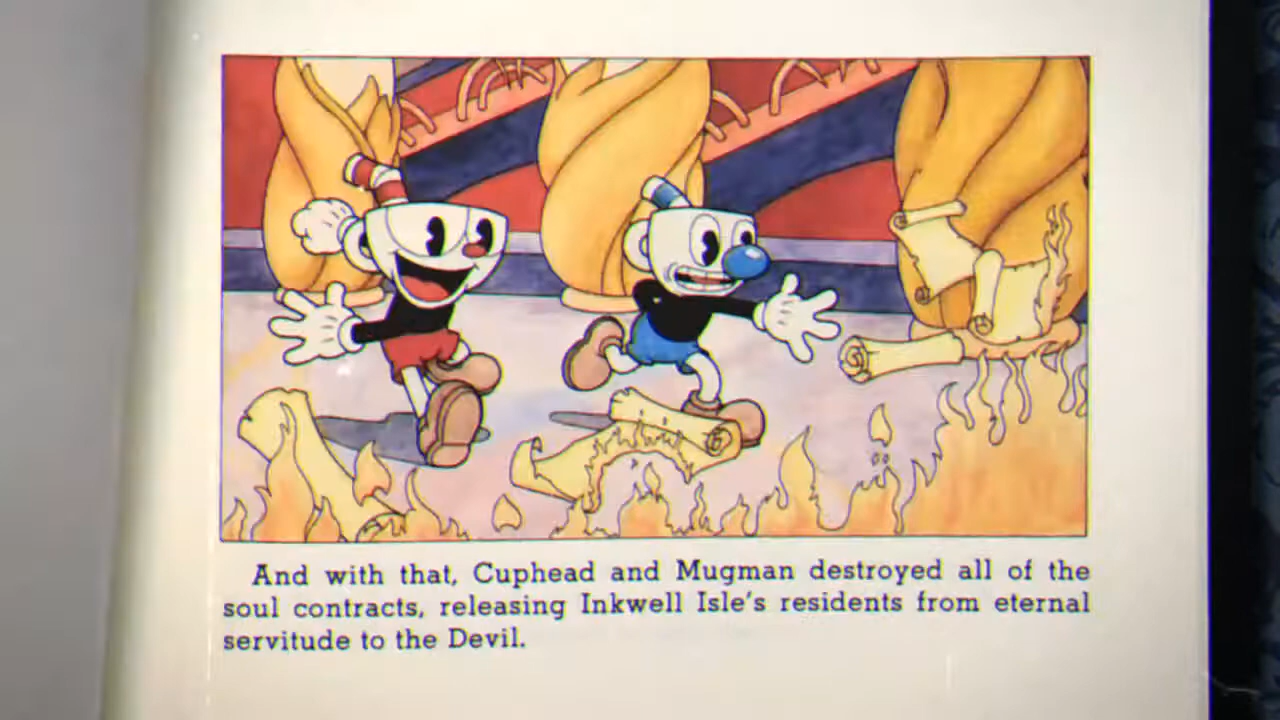 And with that, Cuphead and Mugman destroyed all of the
soul contracts, releasing Inkwell Isle's residents from eternal
servitude to the Devil.